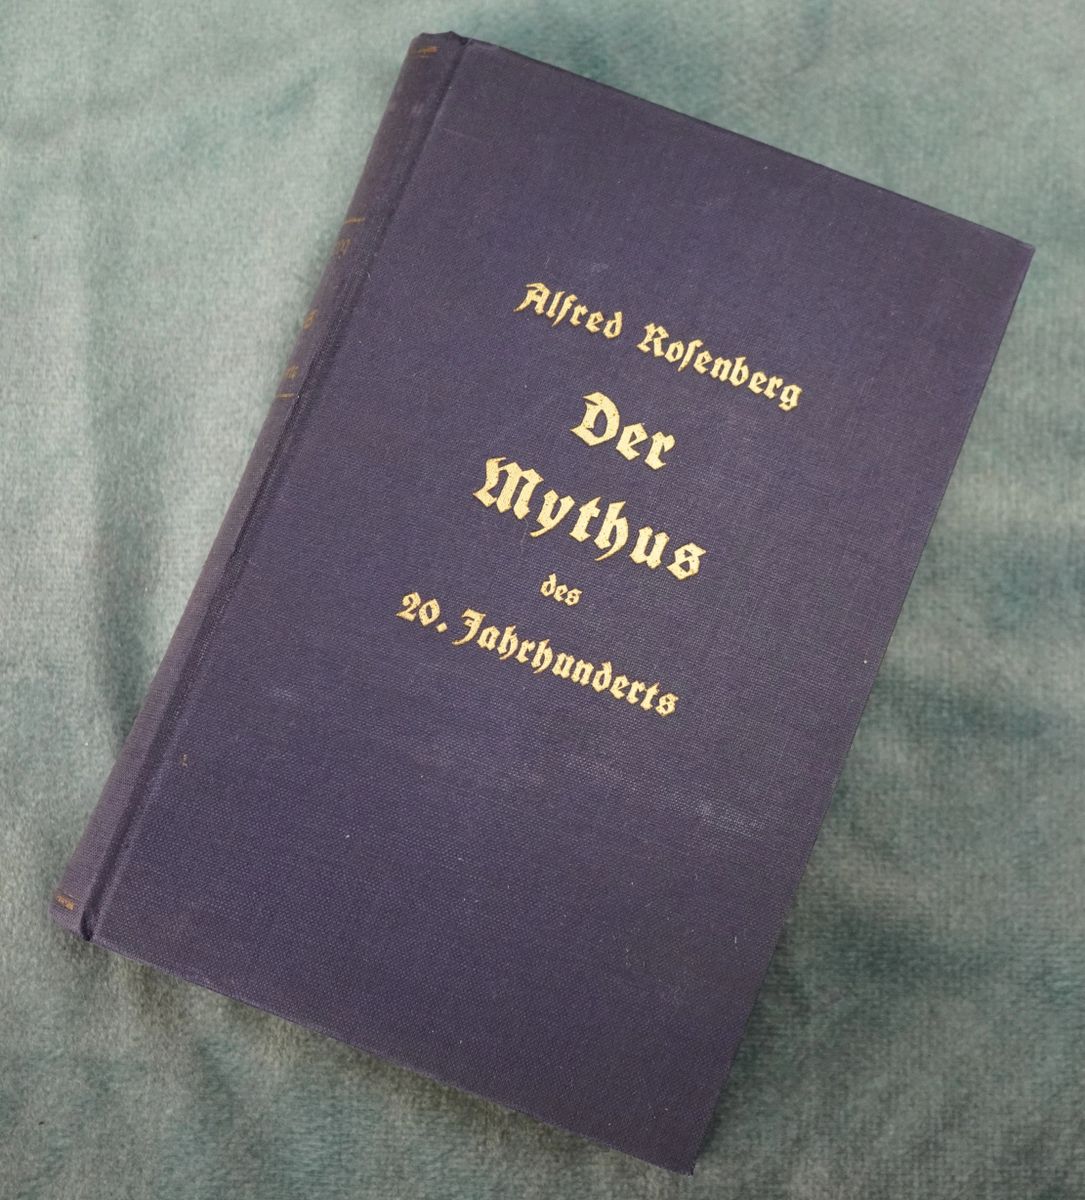 Alfred Rosenberg
Der
Mythus
des
20. Jahrhunderts